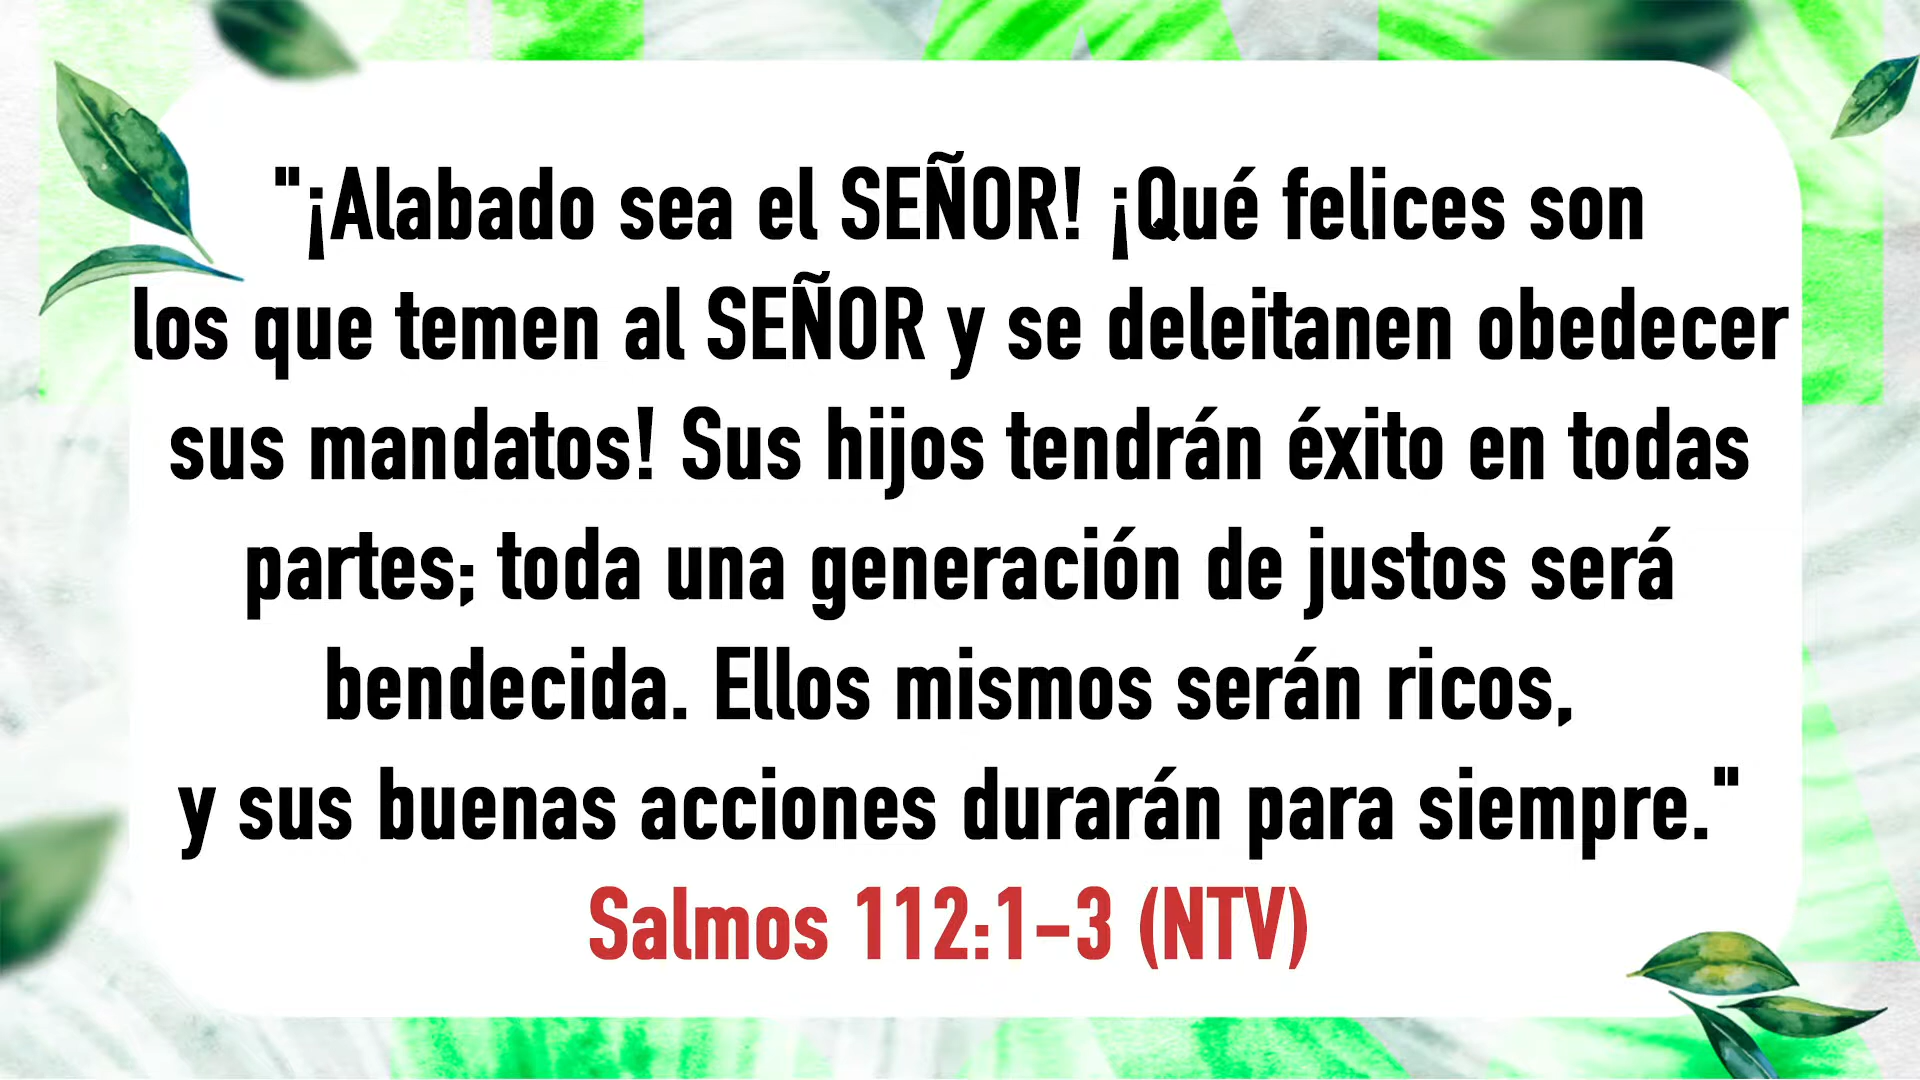 "¡Alabado sea el SEÑOR! ¡Qué felices son
los que temen al SEÑOR y se deleitanen obedecer
sus mandatos! Sus hijos tendrán éxito en todas
partes; toda una generación de justos será
bendecida. Ellos mismos serán ricos,
y sus buenas acciones durarán para siempre."
Salmos 112:1-3 (NTV)